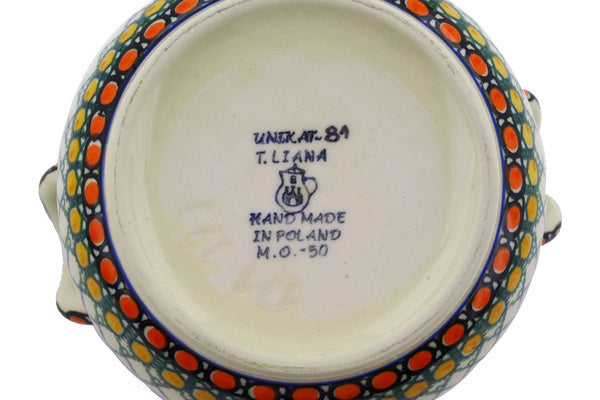 UNIKAT-81
T. LIANA
HAND MADE
IN POLAND
M.O.-50